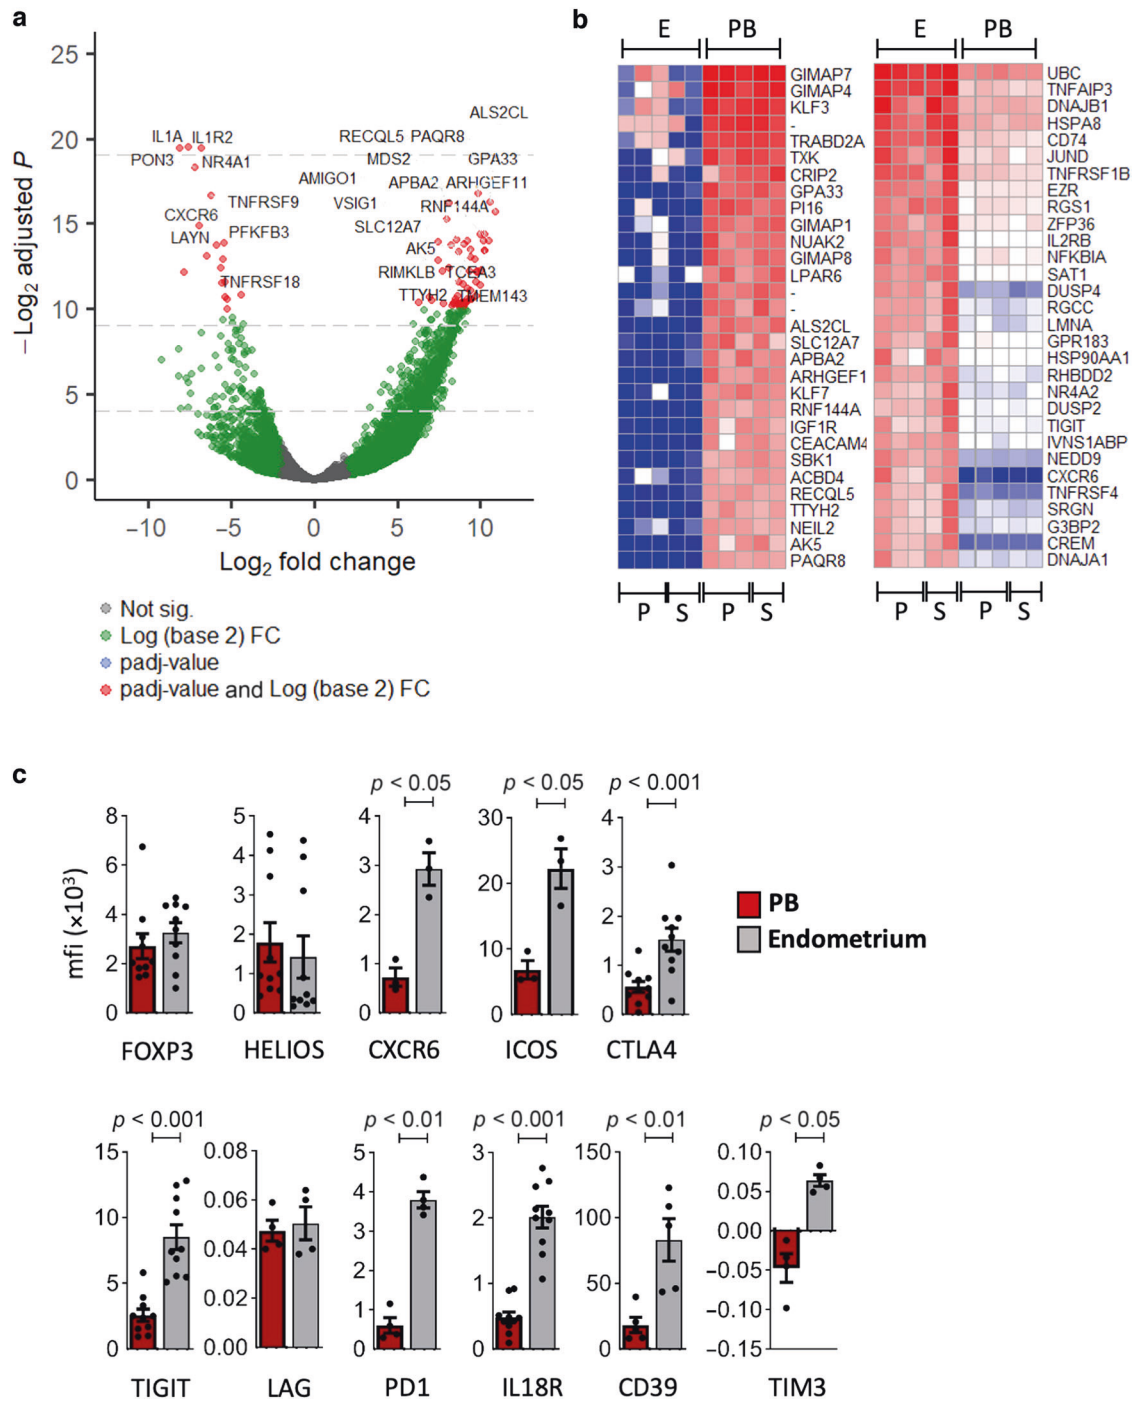 a
– Log2 adjusted P
25
20
15
10
5
0
ALS2CL
IL1A IL1R2 RECQL5 PAQR8
PON3 NR4A1 MDS2 GPA33
AMIGO1 APBA2 ARHGEF11
TNFRSF9 VSIG1 RNF144A
CXCR6 SLC12A7
LAYN PFKFB3
AK5
RIMKLB TCEA3
TNFRSF18
TTYH2 TMEM143
−10 −5 0 5 10
Log2 fold change
Not sig.
Log (base 2) FC
padj-value
padj-value and Log (base 2) FC
b
E PB
GIMAP7
GIMAP4
KLF3
-
TRABD2A
TXK
CRIP2
GPA33
PI16
GIMAP1
NUAK2
GIMAP8
LPAR6
-
-
ALS2CL
SLC12A7
APBA2
ARHGEF1
KLF7
RNF144A
IGF1R
CEACAM4
SBK1
ACBD4
RECQL5
TTYH2
NEIL2
AK5
PAQR8
P S P S
E PB
UBC
TNFAIP3
DNAJB1
HSPA8
CD74
JUND
TNFRSF1B
EZR
RGS1
ZFP36
IL2RB
NFKBIA
SAT1
DUSP4
RGCC
LMNA
GPR183
HSP90AA1
RHBDD2
NR4A2
DUSP2
TIGIT
IVNS1ABP
NEDD9
CXCR6
TNFRSF4
SRGN
G3BP2
CREM
DNAJA1
P S P S
c
mfi (×10³)
8
6
4
2
0
FOXP3
5
4
3
2
1
0
HELIOS
p < 0.05
4
3
2
1
0
CXCR6
p < 0.05
30
20
10
0
ICOS
p < 0.001
4
3
2
1
0
CTLA4
PB
Endometrium
p < 0.001
15
10
5
0
TIGIT
0.08
0.06
0.04
0.02
0.00
LAG
p < 0.01
5
4
3
2
1
0
PD1
p < 0.001
3
2
1
0
IL18R
p < 0.01
150
100
50
0
CD39
p < 0.05
0.10
0.05
0.00
−0.05
−0.10
−0.15
TIM3